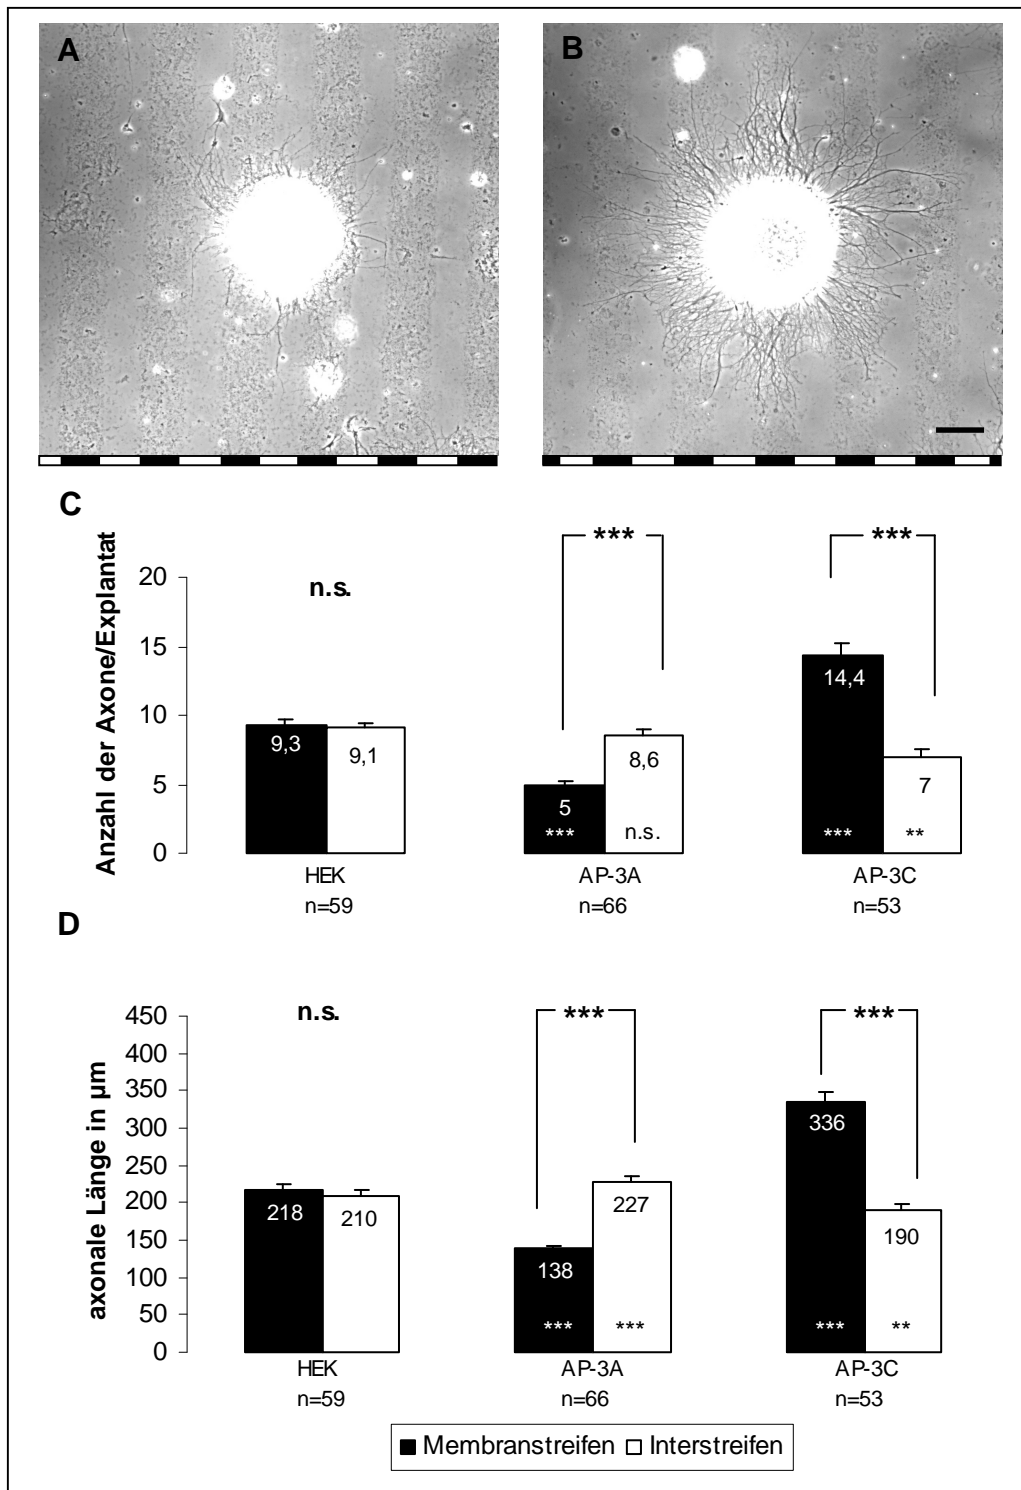 A
B
C
Anzahl der Axone/Explantat
20
15
10
5
0
n.s.
***
***
9,3
9,1
5
8,6
14,4
7
***
n.s.
***
**
HEK
AP-3A
AP-3C
n=59
n=66
n=53
D
axonale Länge in µm
450
400
350
300
250
200
150
100
50
0
n.s.
***
***
218
210
138
227
336
190
***
***
***
**
HEK
AP-3A
AP-3C
n=59
n=66
n=53
Membranstreifen
Interstreifen